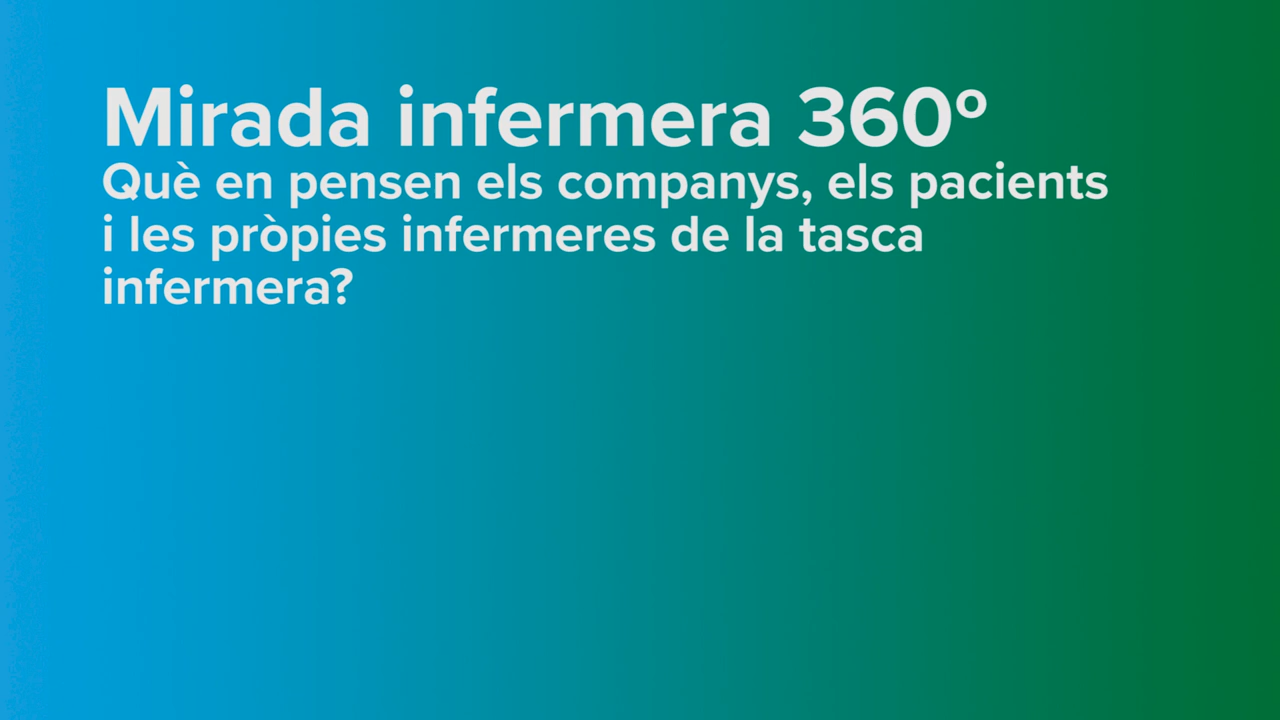 Mirada infermera 360º
Què en pensen els companys, els pacients
i les pròpies infermeres de la tasca
infermera?